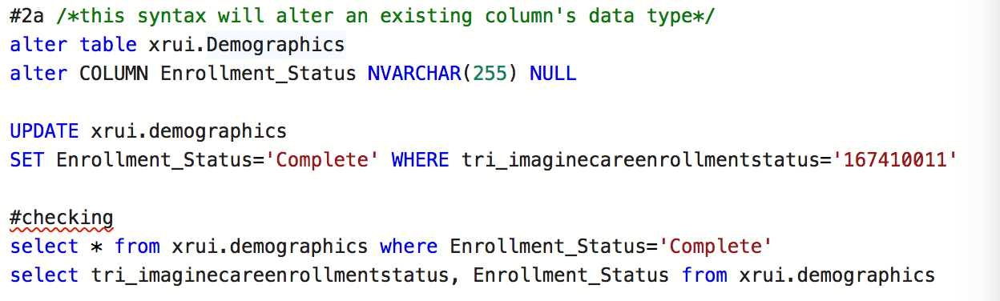 #2a /*this syntax will alter an existing column's data type*/
alter table xrui.Demographics
alter COLUMN Enrollment_Status NVARCHAR(255) NULL
UPDATE xrui.demographics
SET Enrollment_Status='Complete' WHERE tri_imaginecareenrollmentstatus='167410011'
#checking
select * from xrui.demographics where Enrollment_Status='Complete'
select tri_imaginecareenrollmentstatus, Enrollment_Status from xrui.demographics